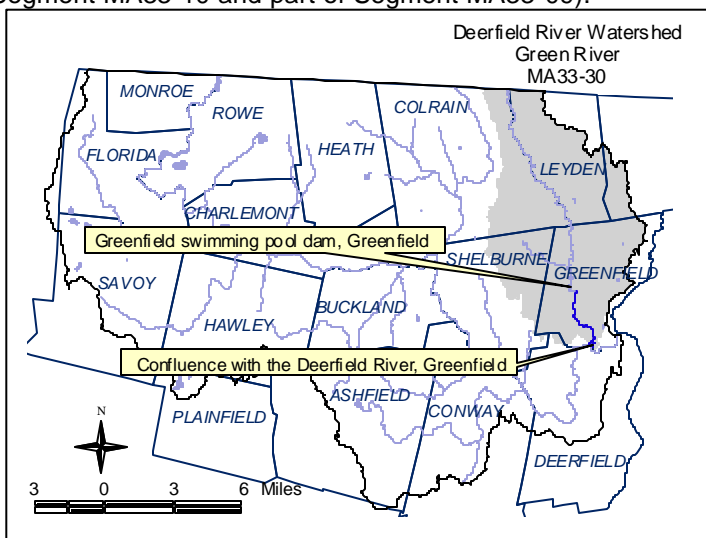 Segment MA33-10 and part of Segment MA33-09).
Deerfield River Watershed
Green River
MA33-30
MONROE
ROWE
COLRAIN
HEATH
FLORIDA
LEYDEN
CHARLEMONT
Greenfield swimming pool dam, Greenfield
SHELBURNE
GREENFIELD
SAVOY
BUCKLAND
HAWLEY
Confluence with the Deerfield River, Greenfield
ASHFIELD
CONWAY
PLAINFIELD
N
DEERFIELD
3 0 3 6 Miles